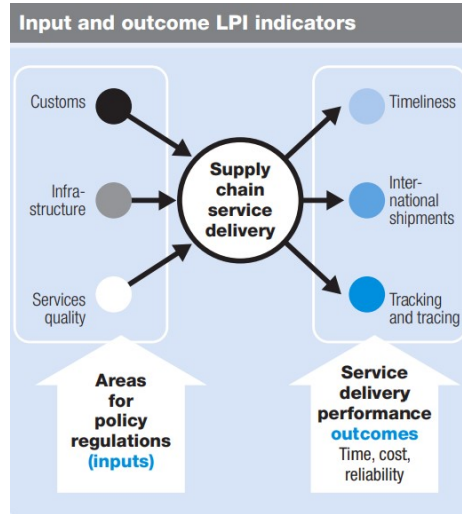 Input and outcome LPI indicators
Customs
Infra-
structure
Services
quality
Supply
chain
service
delivery
Timeliness
Inter-
national
shipments
Tracking
and tracing
Areas
for
policy
regulations
(inputs)
Service
delivery
performance
outcomes
Time, cost,
reliability